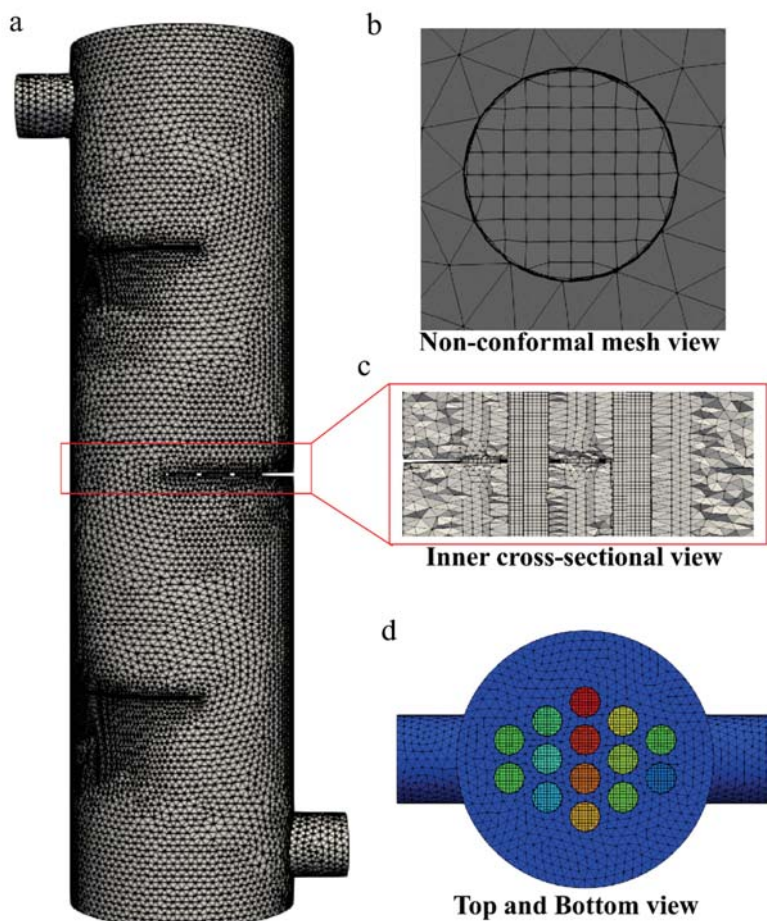 a
b
Non-conformal mesh view
c
Inner cross-sectional view
d
Top and Bottom view